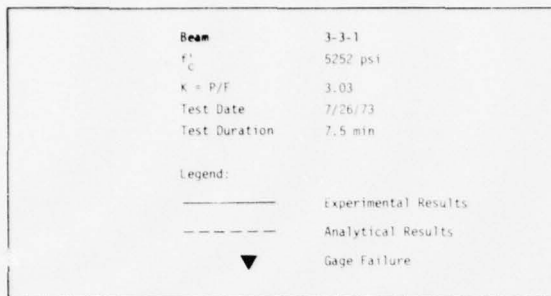 Beam 3-3-1
f'c 5252 psi
K = P/F 3.03
Test Date 7/26/73
Test Duration 7.5 min
Legend:
Experimental Results
Analytical Results
Gage Failure